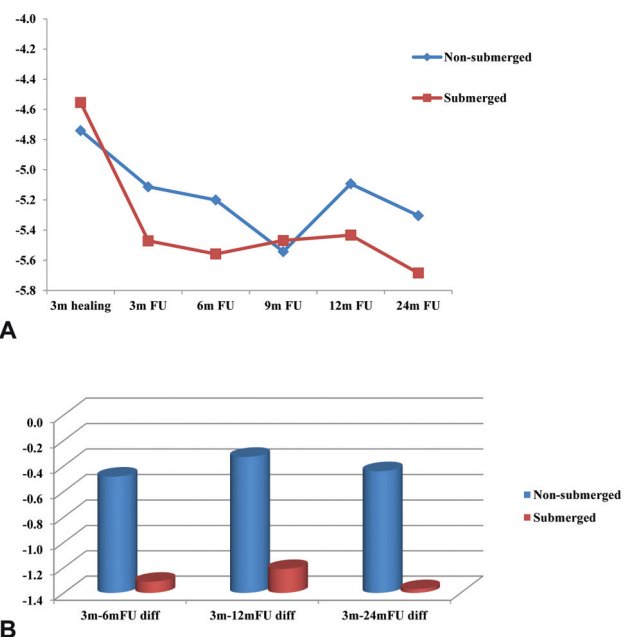 -4.0
-4.2
-4.4
-4.6
-4.8
-5.0
-5.2
-5.4
-5.6
-5.8
3m healing 3m FU 6m FU 9m FU 12m FU 24m FU
Non-submerged
Submerged
A
0.0
-0.2
-0.4
-0.6
-0.8
-1.0
-1.2
-1.4
3m-6mFU diff 3m-12mFU diff 3m-24mFU diff
Non-submerged
Submerged
B